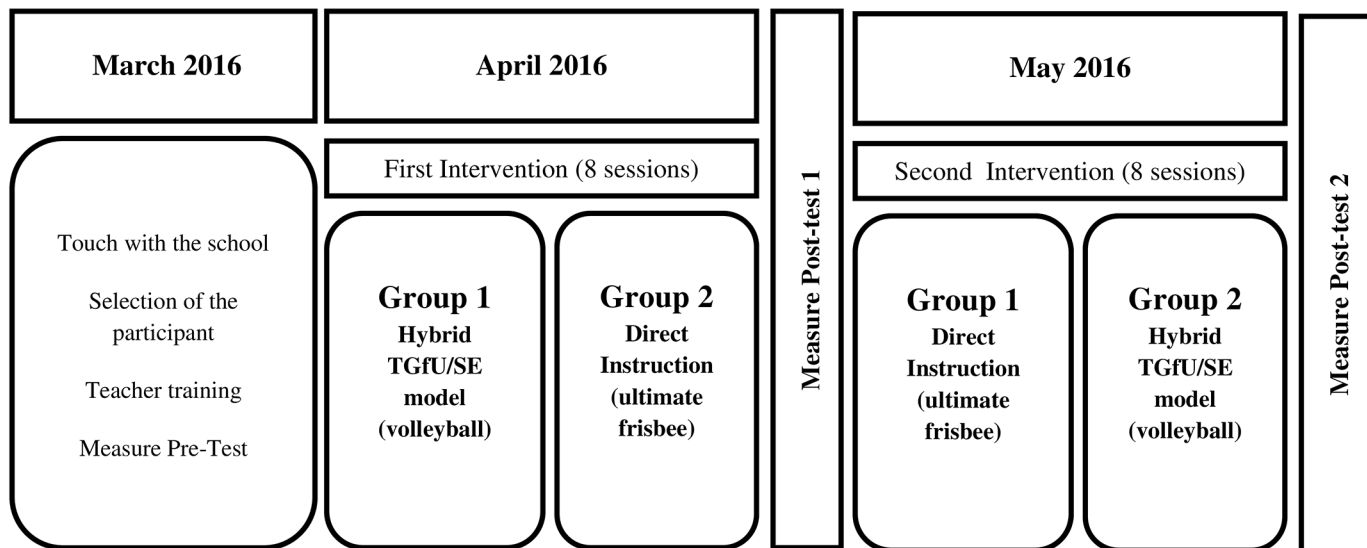 March 2016
Touch with the school
Selection of the
participant
Teacher training
Measure Pre-Test
April 2016
First Intervention (8 sessions)
Group 1
Hybrid
TGfU/SE
model
(volleyball)
Group 2
Direct
Instruction
(ultimate
frisbee)
Measure Post-test 1
May 2016
Second Intervention (8 sessions)
Group 1
Direct
Instruction
(ultimate
frisbee)
Group 2
Hybrid
TGfU/SE
model
(volleyball)
Measure Post-test 2